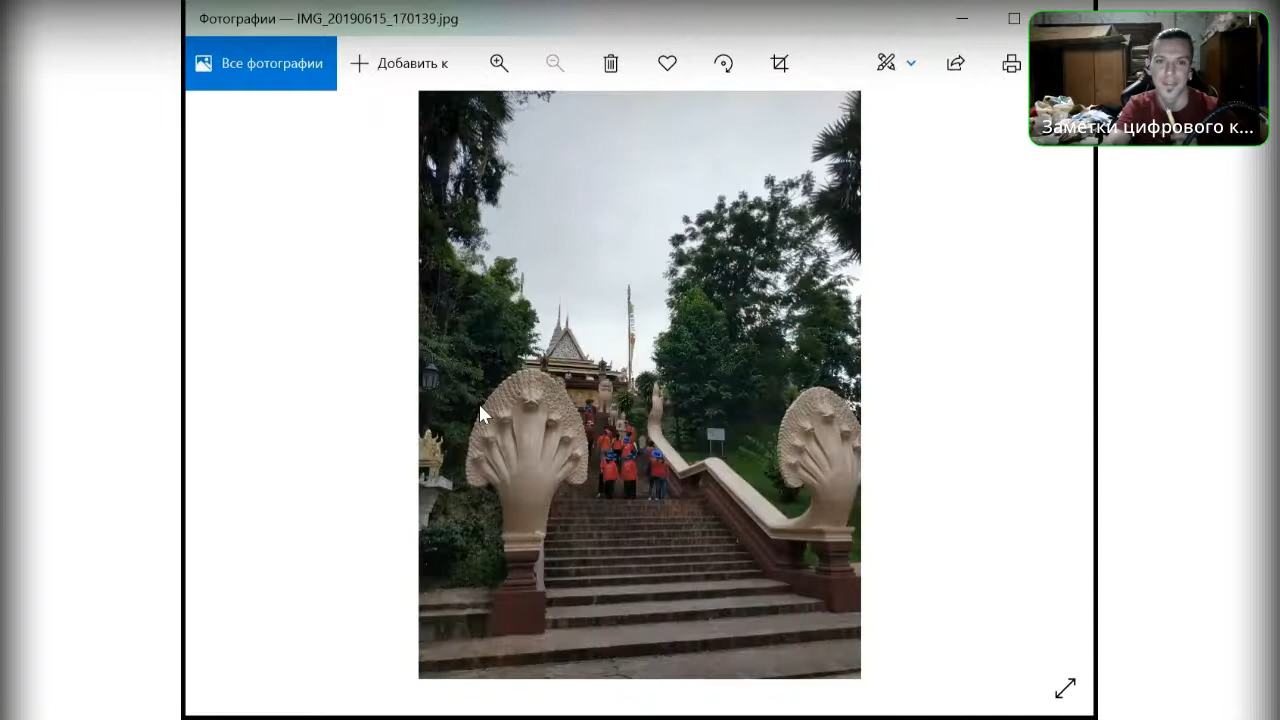 Фотографии — IMG_20190615_170139.jpg
Все фотографии
Добавить к
Заметки цифрового к...